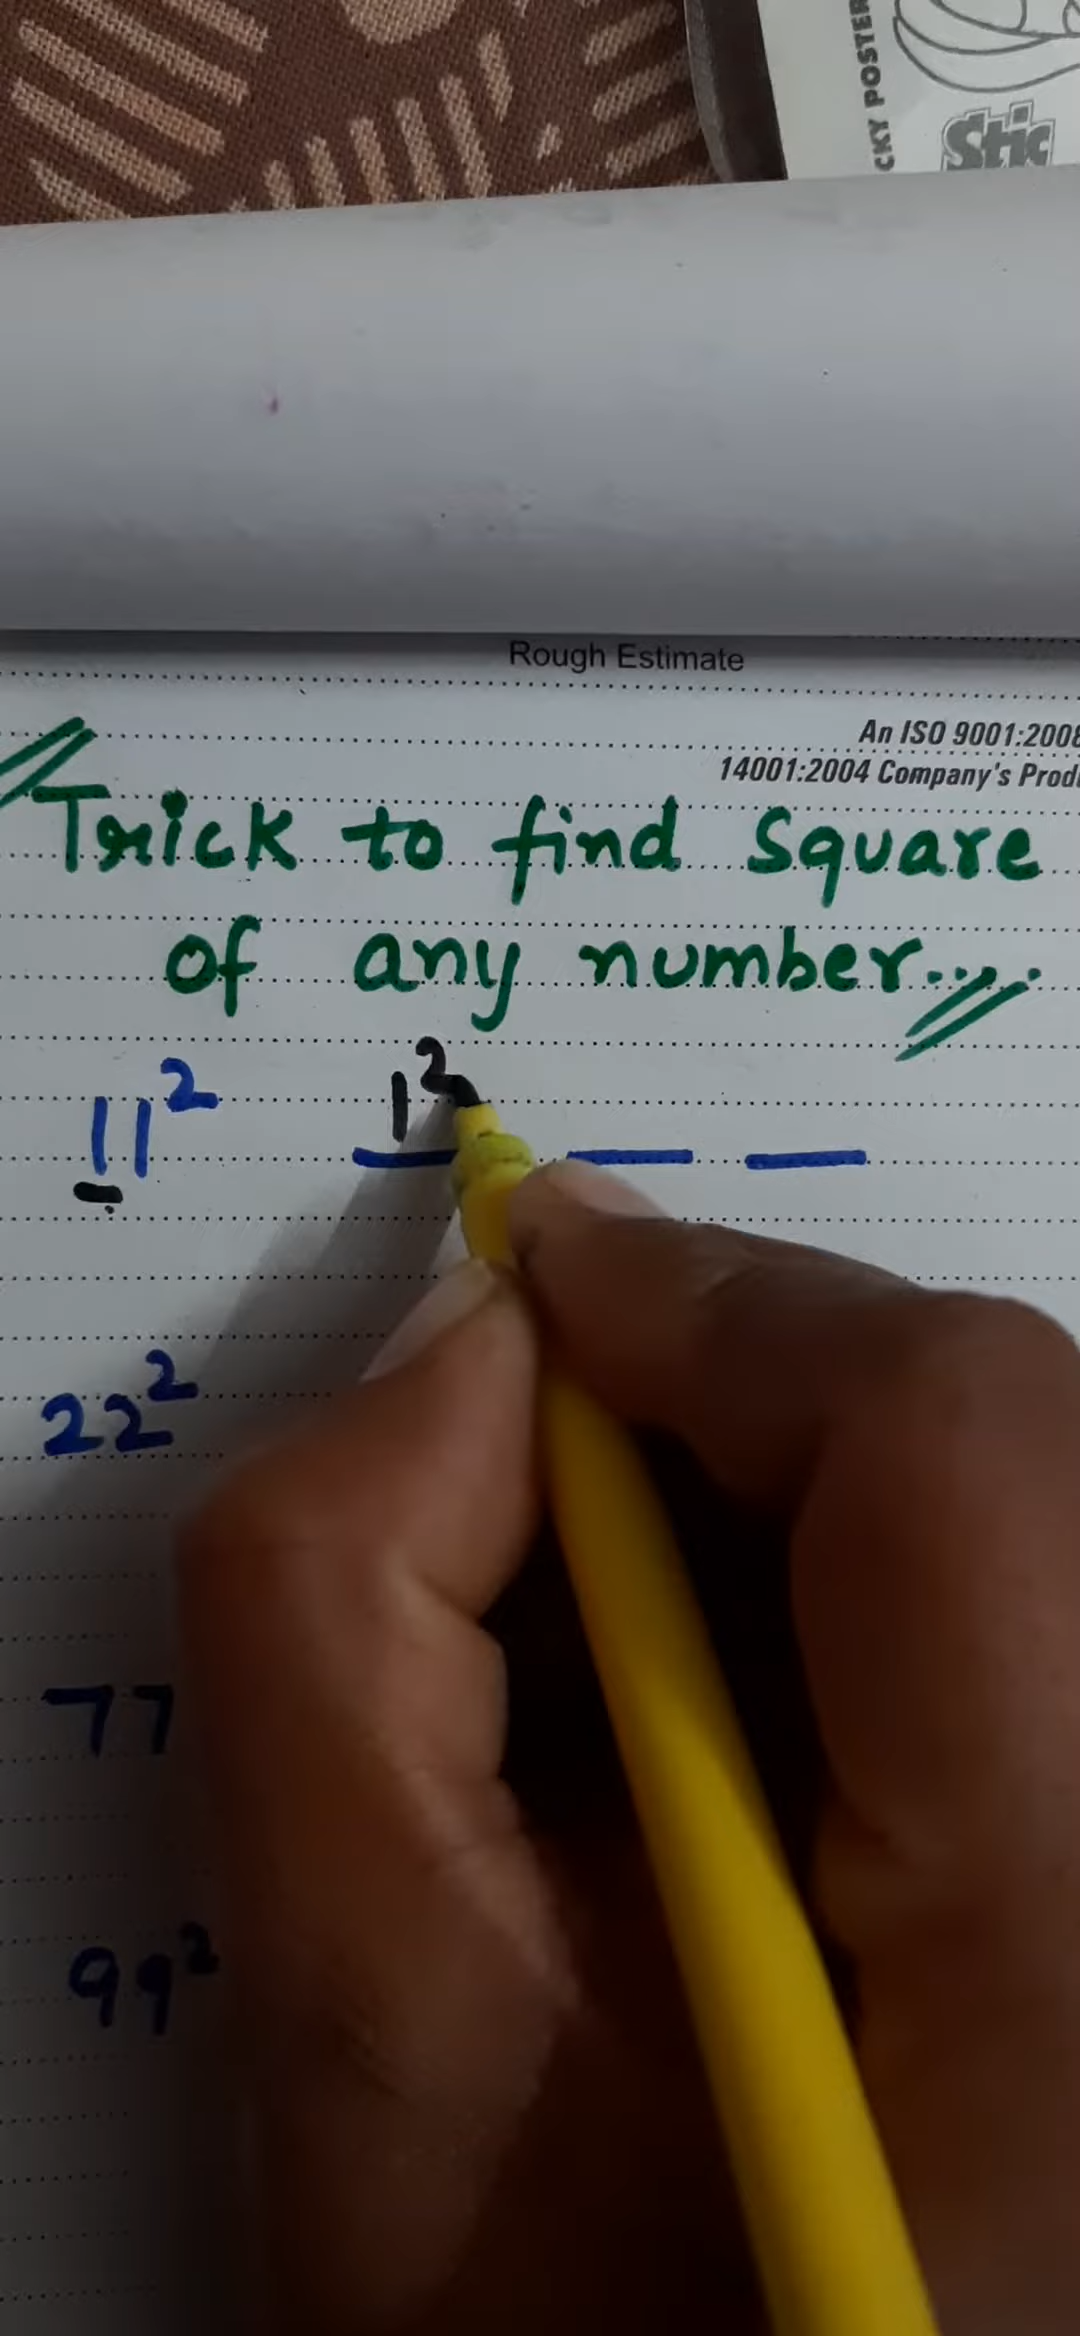 CKY POSTER
Stic
Rough Estimate
An ISO 9001:2008
14001:2004 Company's Prod
Trick to find Square
of any number....
11² 1²
22²
77
99²